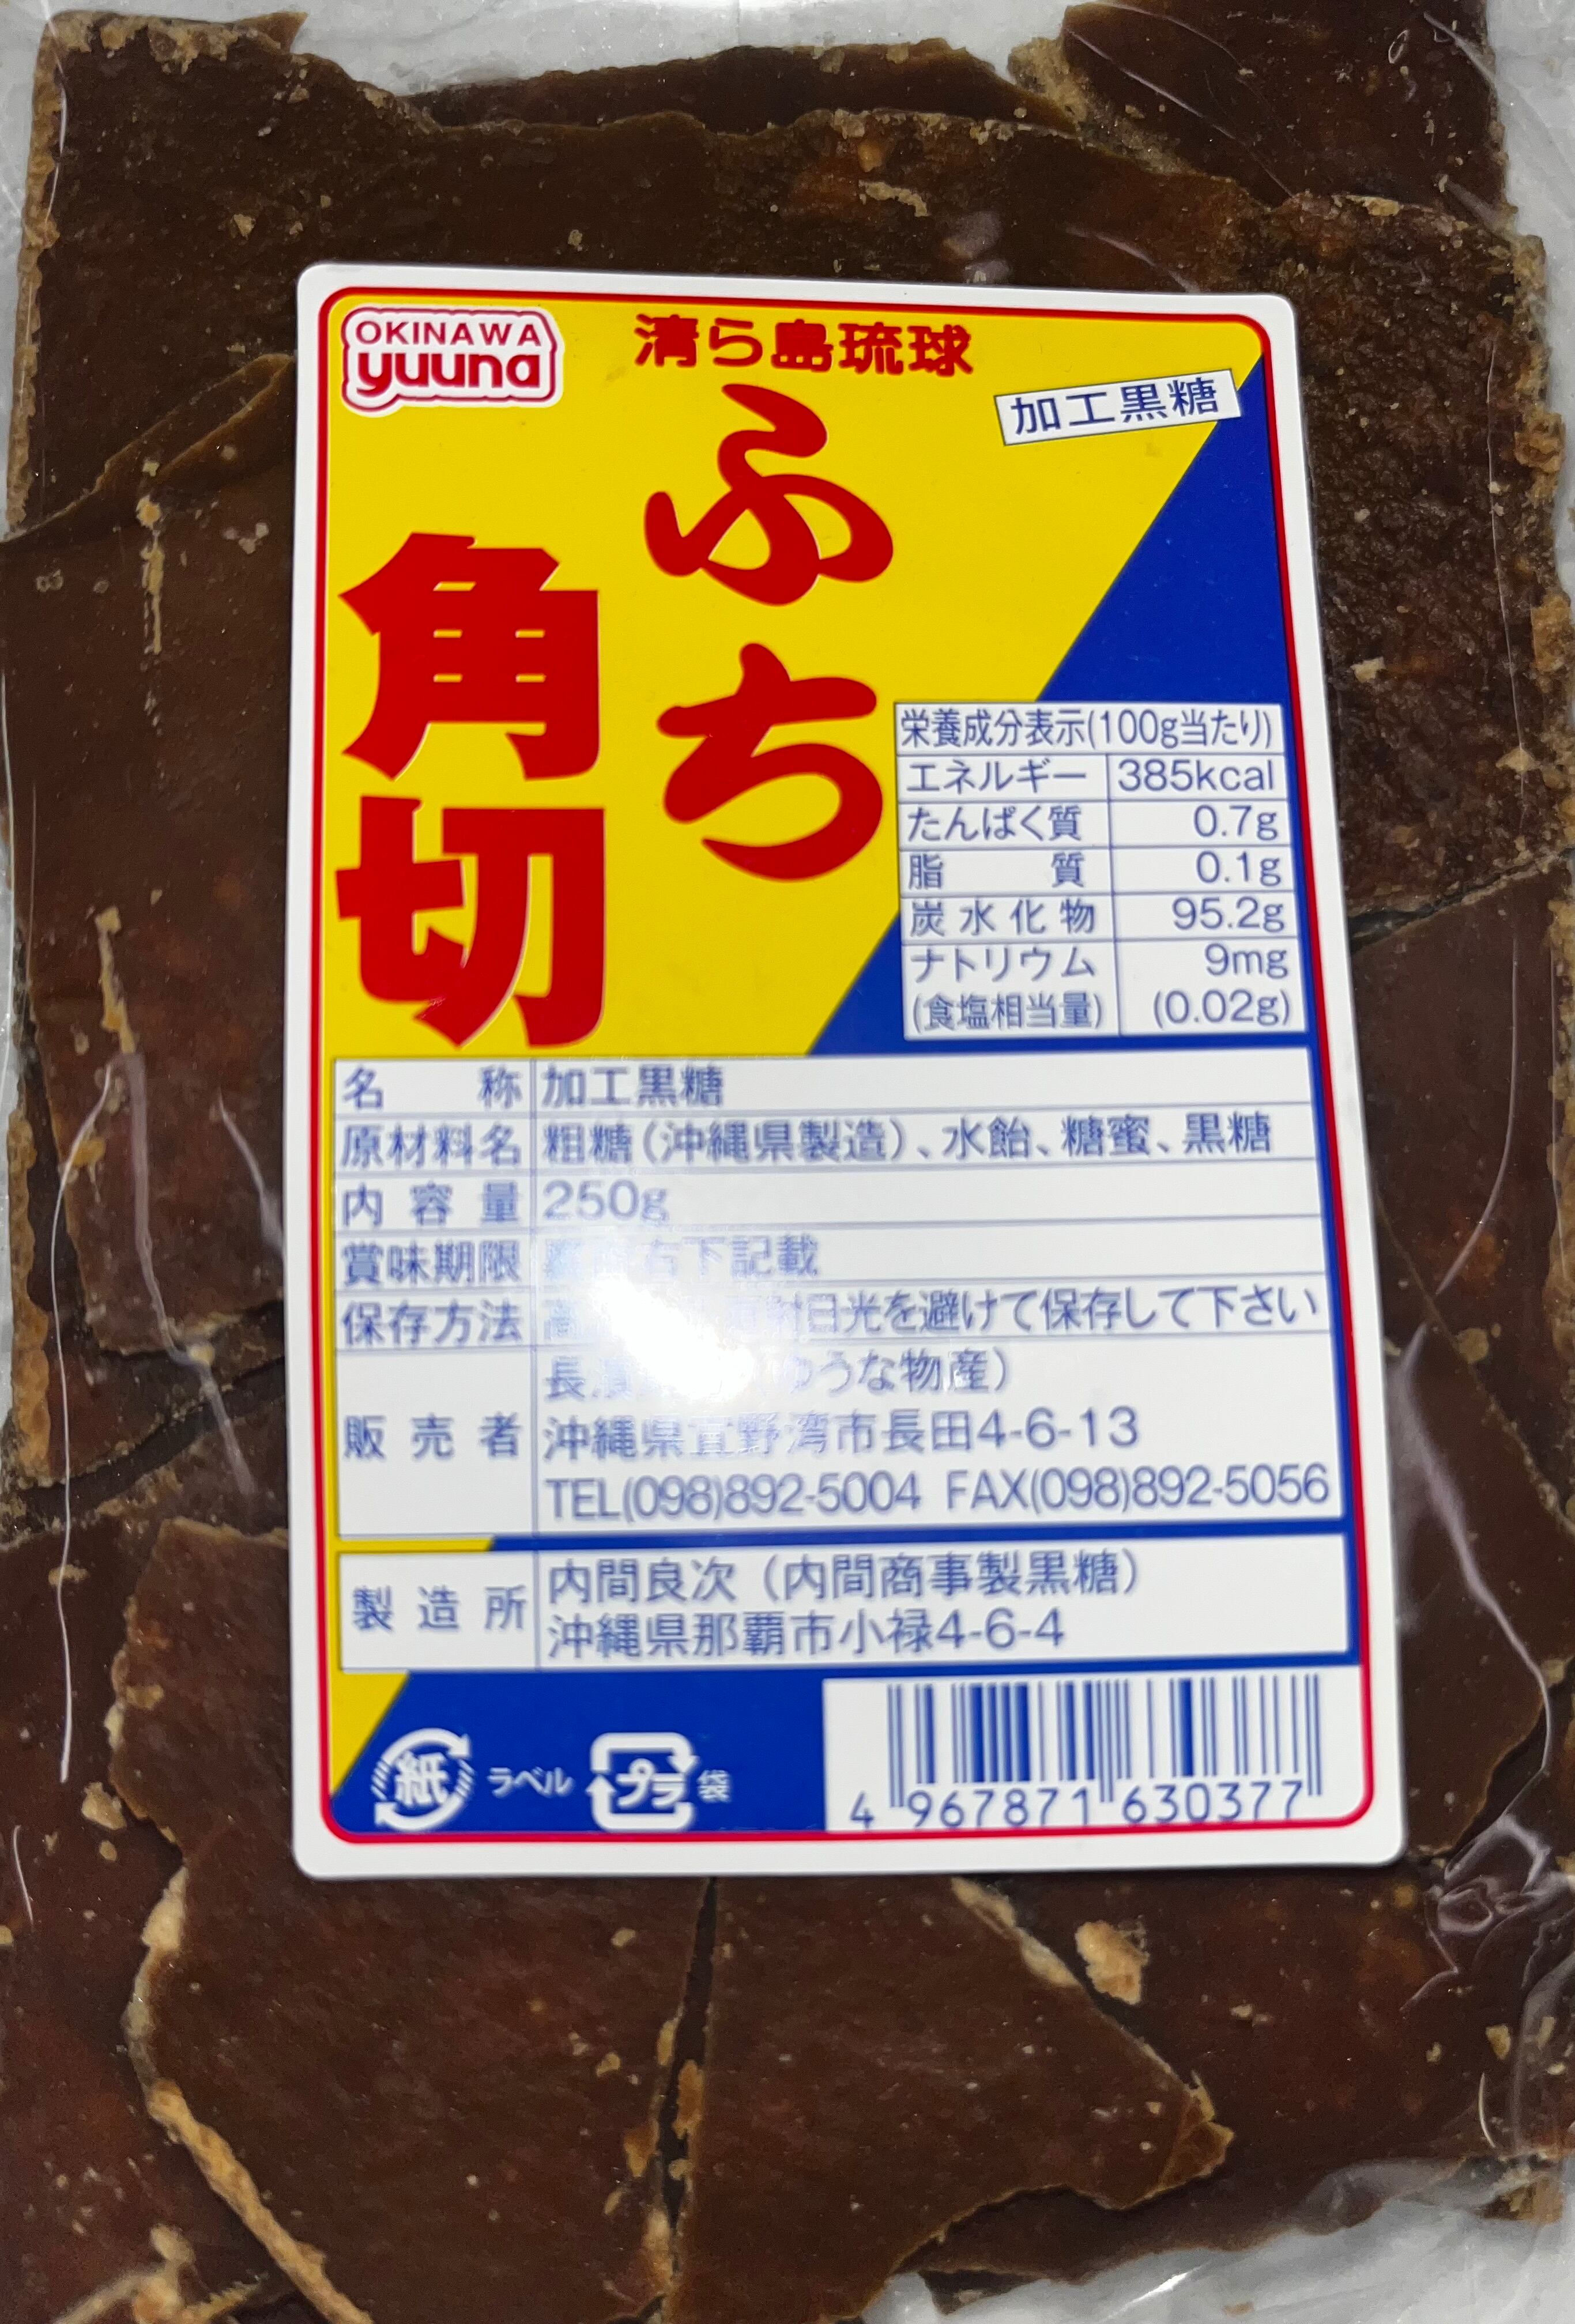 OKINAWA
yuuna
清ら島琉球
加工黒糖
ふち
角切
栄養成分表示(100g当たり)
エネルギー 385kcal
たんぱく質 0.7g
脂質 0.1g
炭水化物 95.2g
ナトリウム 9mg
(食塩相当量) (0.02g)
名称 加工黒糖
原材料名 粗糖(沖縄県製造)、水飴、糖蜜、黒糖
内容量 250g
賞味期限 右下記載
保存方法 日光を避けて保存して下さい
長 ゆうな物産)
販売者 沖縄県宜野湾市長田4-6-13
TEL(098)892-5004 FAX(098)892-5056
製造所 内間良次(内間商事製黒糖)
沖縄県那覇市小禄4-6-4
紙 ラベル プラ 袋
4 967871 630377